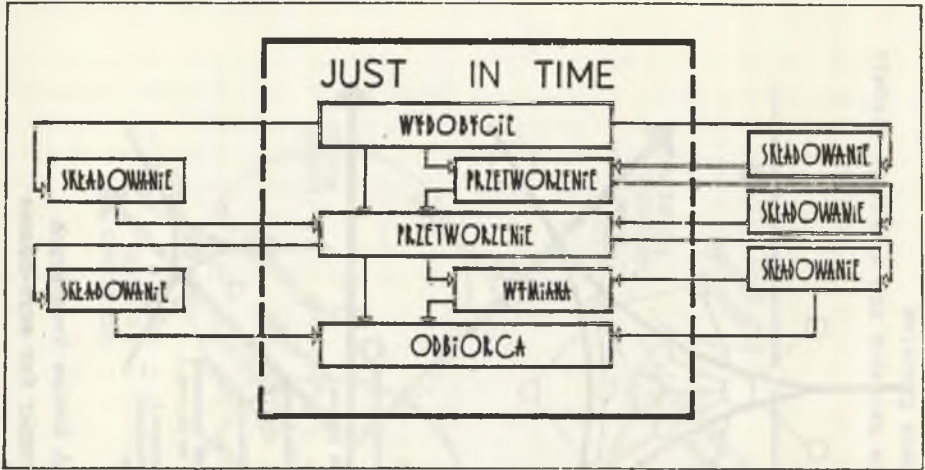 JUST IN TIME
WYDOBYCIE
SKŁADOWANIE
SKŁADOWANIE
PRZETWORZENIE
SKŁADOWANIE
PRZETWORZENIE
SKŁADOWANIE
SKŁADOWANIE
WYMIANA
ODBIORCA